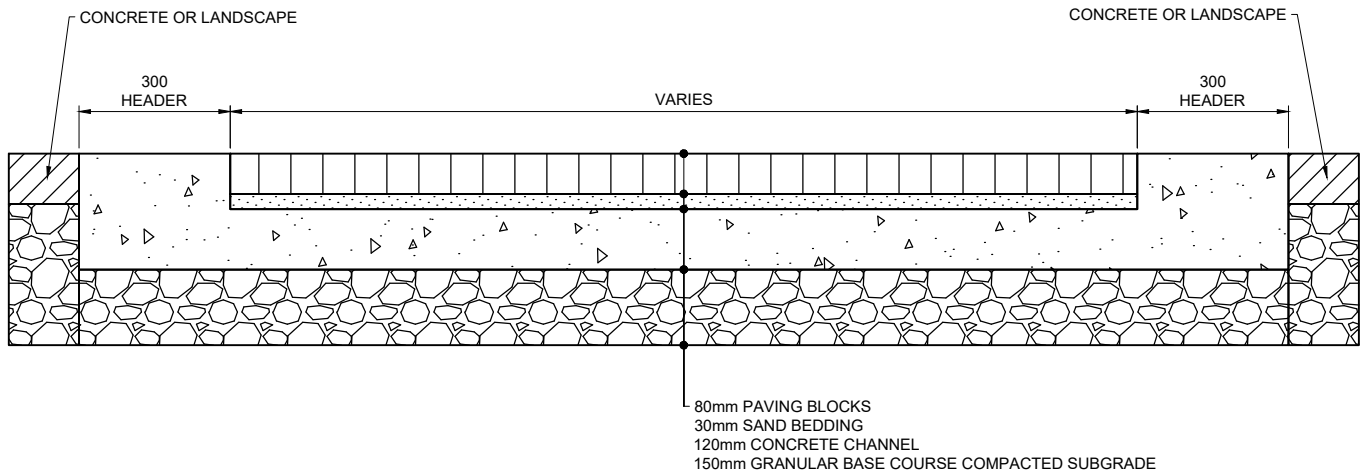 CONCRETE OR LANDSCAPE
CONCRETE OR LANDSCAPE
300
HEADER
VARIES
300
HEADER
80mm PAVING BLOCKS
30mm SAND BEDDING
120mm CONCRETE CHANNEL
150mm GRANULAR BASE COURSE COMPACTED SUBGRADE